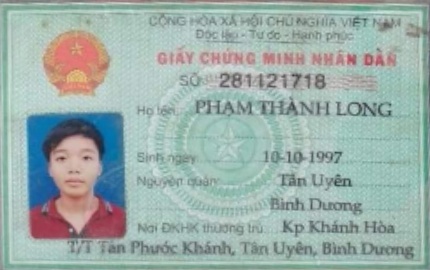 CỘNG HÒA XÃ HỘI CHỦ NGHĨA VIỆT NAM
Độc lập - Tự do - Hạnh phúc
GIẤY CHỨNG MINH NHÂN DÂN
SỐ 281121718
Họ tên PHẠM THÀNH LONG
Sinh ngày 10-10-1997
Nguyên quán Tân Uyên
Bình Dương
Nơi ĐKHK thường trú Kp Khánh Hòa
T/T Tân Phước Khánh, Tân Uyên, Bình Dương